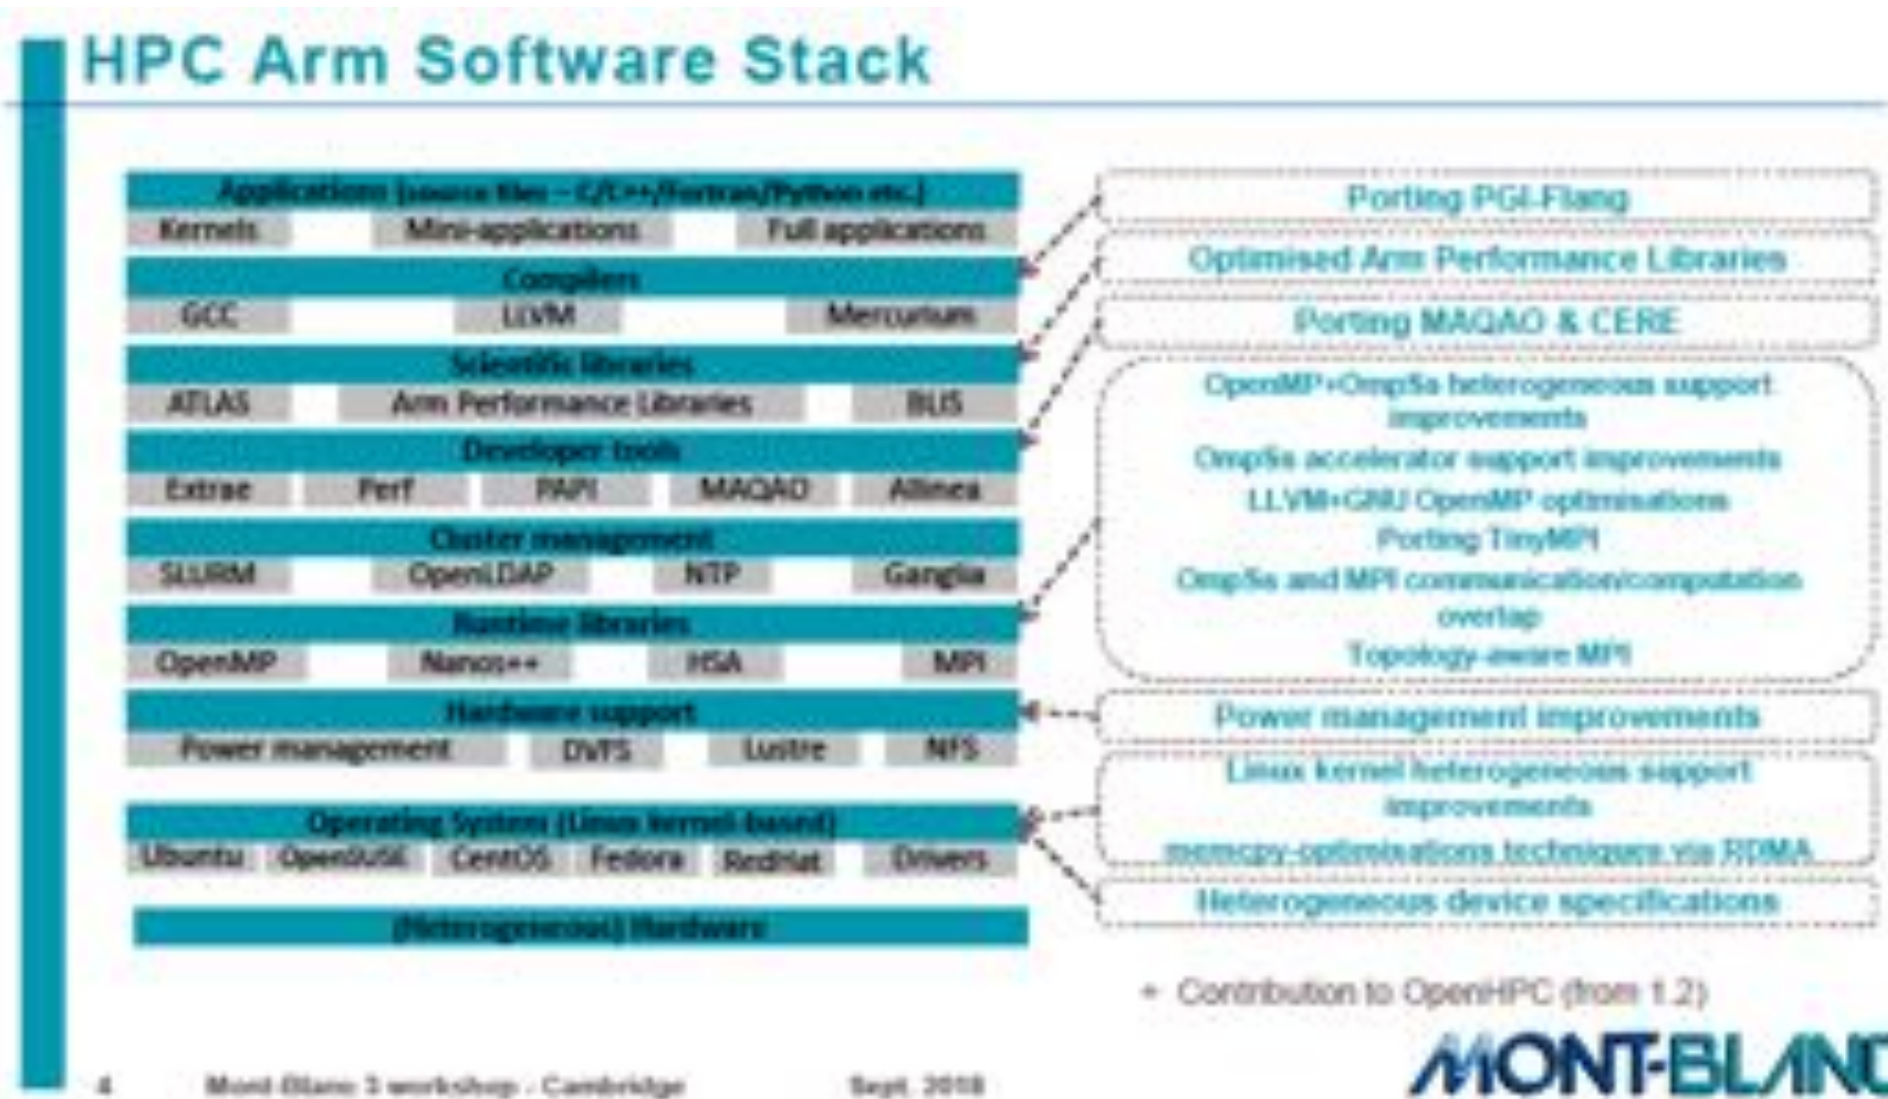 HPC Arm Software Stack
Applications (source files – C/C++/Fortran/Python etc.)
Kernels Mini-applications Full applications
Compilers
GCC LLVM Mercurium
Scientific libraries
ATLAS Arm Performance Libraries BLIS
Developer tools
Extrae Perf PAPI MAQAO Allinea
Cluster management
SLURM OpenLDAP NTP Ganglia
Runtime libraries
OpenMP Nanos++ HSA MPI
Hardware support
Power management DVFS Lustre NFS
Operating System (Linux kernel-based)
Ubuntu OpenSUSE CentOS Fedora RedHat Drivers
(Heterogeneous) Hardware
Porting PGI-Flang
Optimised Arm Performance Libraries
Porting MAQAO & CERE
OpenMP+OmpSs heterogeneous support
improvements
OmpSs accelerator support improvements
LLVM+GNU OpenMP optimisations
Porting TinyMPI
OmpSs and MPI communication/computation
overlap
Topology-aware MPI
Power management improvements
Linux kernel heterogeneous support
improvements
memcpy-optimisations techniques via RDMA
Heterogeneous device specifications
+ Contribution to OpenHPC (from 1.2)
MONT-BLANC
4 Mont-Blanc 3 workshop - Cambridge Sept. 2018